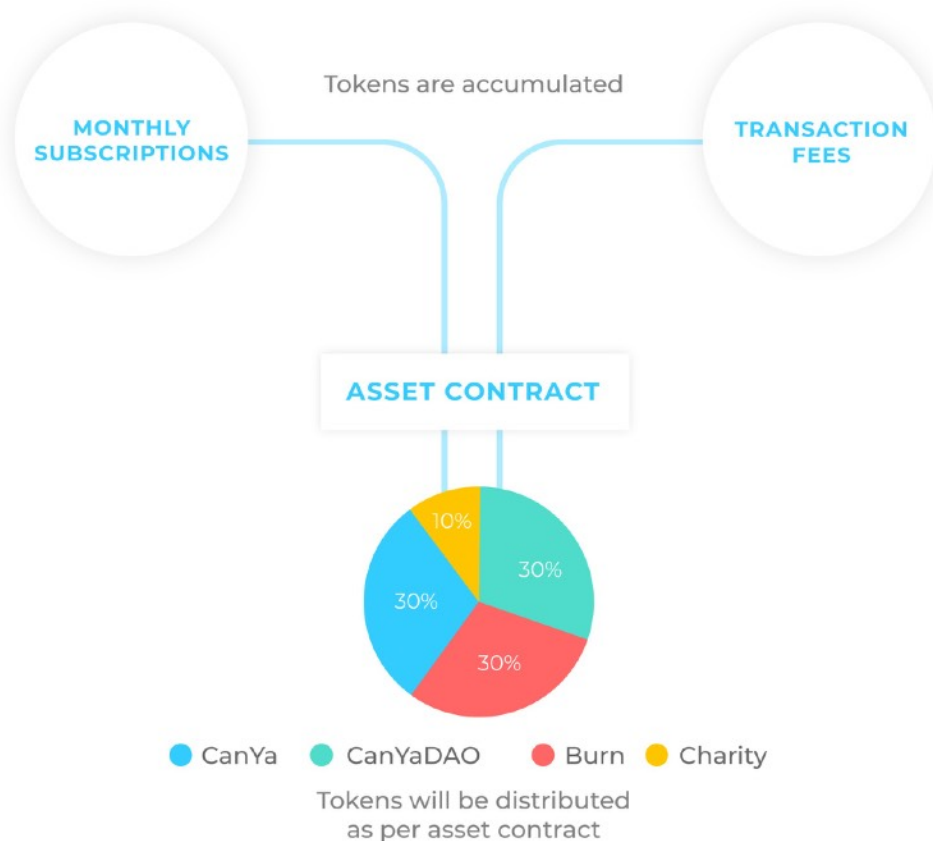 Tokens are accumulated
MONTHLY
SUBSCRIPTIONS
TRANSACTION
FEES
ASSET CONTRACT
10%
30%
30%
30%
CanYa
CanYaDAO
Burn
Charity
Tokens will be distributed
as per asset contract